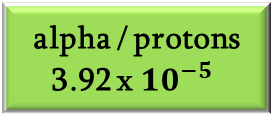 alpha / protons
3.92 x 10⁻⁵